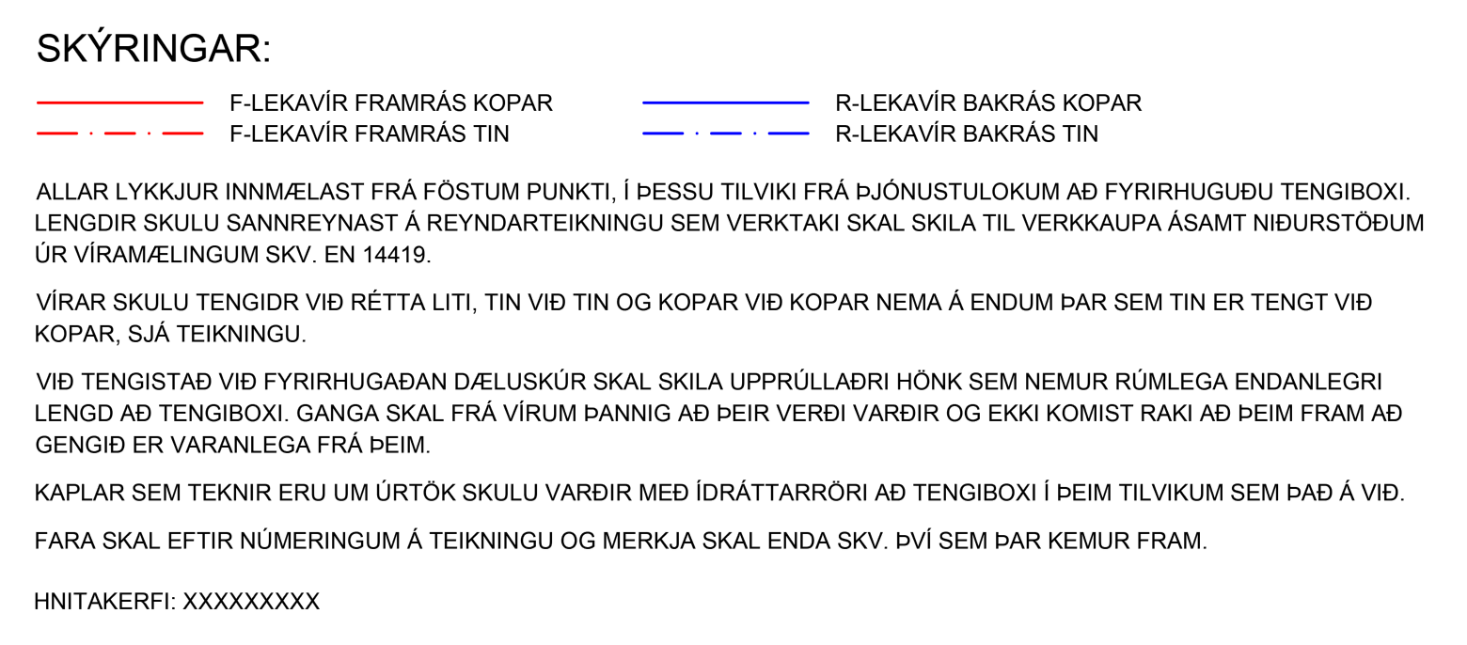 SKÝRINGAR:
F-LEKAVÍR FRAMRÁS KOPAR
R-LEKAVÍR BAKRÁS KOPAR
F-LEKAVÍR FRAMRÁS TIN
R-LEKAVÍR BAKRÁS TIN
ALLAR LYKKJUR INNMÆLAST FRÁ FÖSTUM PUNKTI, Í ÞESSU TILVIKI FRÁ ÞJÓNUSTULOKUM AÐ FYRIRHUGUÐU TENGIBOXI.
LENGDIR SKULU SANNREYNAST Á REYNDARTEIKNINGU SEM VERKTAKI SKAL SKILA TIL VERKKAUPA ÁSAMT NIÐURSTÖÐUM
ÚR VÍRAMÆLINGUM SKV. EN 14419.
VÍRAR SKULU TENGIDR VIÐ RÉTTA LITI, TIN VIÐ TIN OG KOPAR VIÐ KOPAR NEMA Á ENDUM ÞAR SEM TIN ER TENGT VIÐ
KOPAR, SJÁ TEIKNINGU.
VIÐ TENGISTAÐ VIÐ FYRIRHUGAÐAN DÆLUSKÚR SKAL SKILA UPPRÚLLAÐRI HÖNK SEM NEMUR RÚMLEGA ENDANLEGRI
LENGD AÐ TENGIBOXI. GANGA SKAL FRÁ VÍRUM ÞANNIG AÐ ÞEIR VERÐI VARÐIR OG EKKI KOMIST RAKI AÐ ÞEIM FRAM AÐ
GENGIÐ ER VARANLEGA FRÁ ÞEIM.
KAPLAR SEM TEKNIR ERU UM ÚRTÖK SKULU VARÐIR MEÐ ÍDRÁTTARRÖRI AÐ TENGIBOXI Í ÞEIM TILVIKUM SEM ÞAÐ Á VIÐ.
FARA SKAL EFTIR NÚMERINGUM Á TEIKNINGU OG MERKJA SKAL ENDA SKV. ÞVÍ SEM ÞAR KEMUR FRAM.
HNITAKERFI: XXXXXXXXX